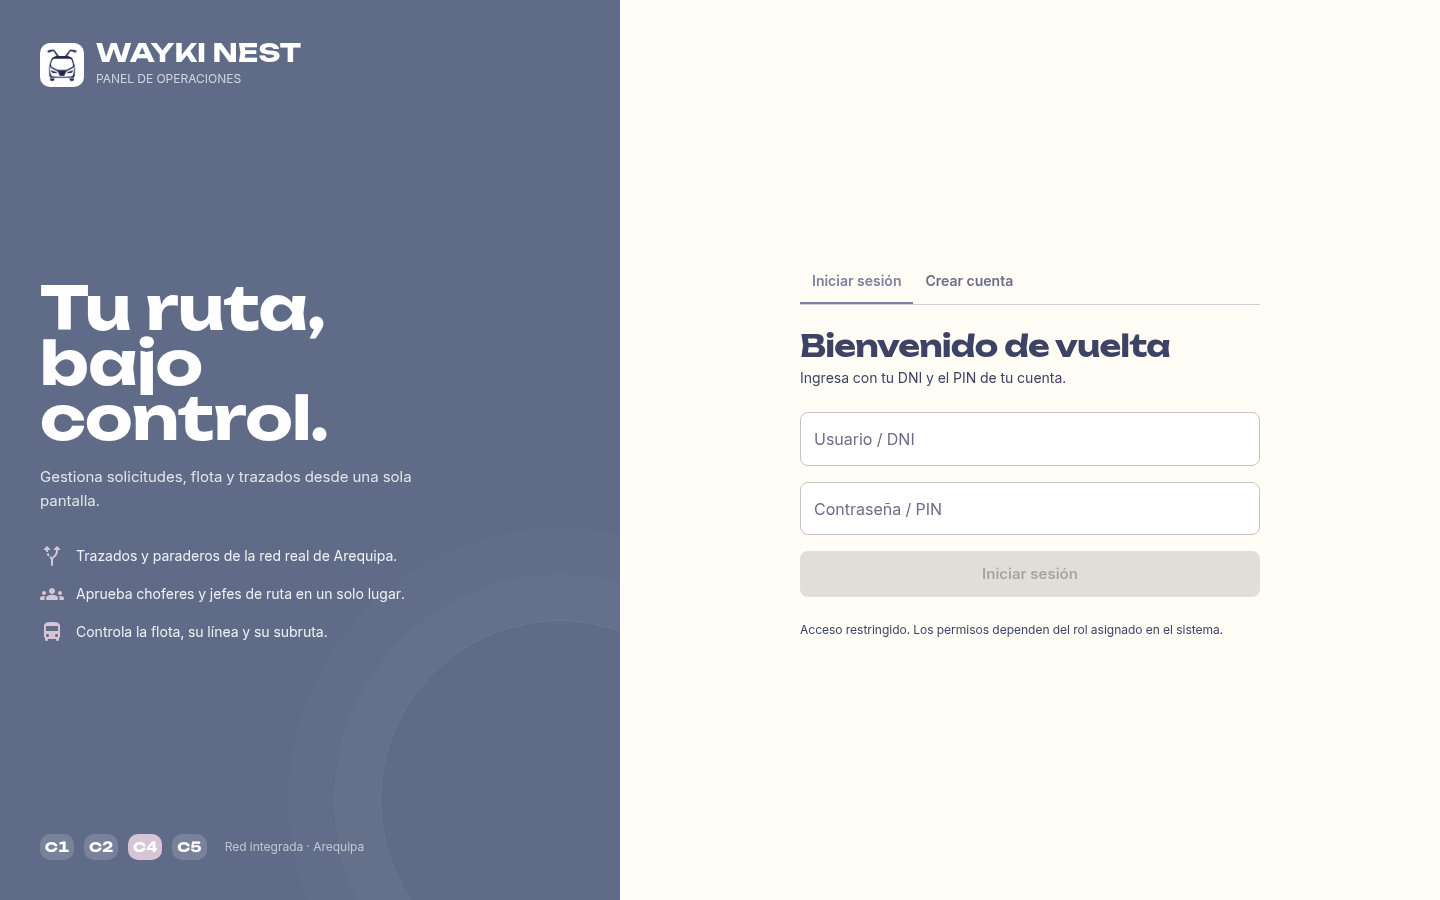 WAYKI NEST
PANEL DE OPERACIONES
Tu ruta,
bajo
control.
Gestiona solicitudes, flota y trazados desde una sola
pantalla.
Trazados y paraderos de la red real de Arequipa.
Aprueba choferes y jefes de ruta en un solo lugar.
Controla la flota, su línea y su subruta.
C1 C2 C4 C5 Red integrada · Arequipa
Iniciar sesión Crear cuenta
Bienvenido de vuelta
Ingresa con tu DNI y el PIN de tu cuenta.
Usuario / DNI
Contraseña / PIN
Iniciar sesión
Acceso restringido. Los permisos dependen del rol asignado en el sistema.